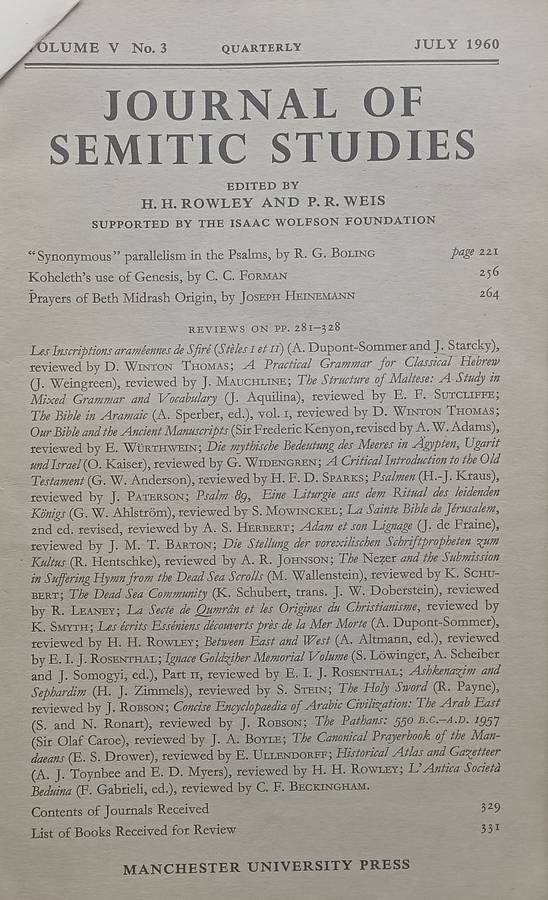 OLUME V No. 3 QUARTERLY JULY 1960
JOURNAL OF
SEMITIC STUDIES
EDITED BY
H. H. ROWLEY AND P. R. WEIS
SUPPORTED BY THE ISAAC WOLFSON FOUNDATION
“Synonymous” parallelism in the Psalms, by R. G. BOLING page 221
Koheleth’s use of Genesis, by C. C. FORMAN 256
Prayers of Beth Midrash Origin, by JOSEPH HEINEMANN 264
REVIEWS ON PP. 281–328
Les Inscriptions araméennes de Sfiré (Stèles I et II) (A. Dupont-Sommer and J. Starcky),
reviewed by D. WINTON THOMAS; A Practical Grammar for Classical Hebrew
(J. Weingreen), reviewed by J. MAUCHLINE; The Structure of Maltese: A Study in
Mixed Grammar and Vocabulary (J. Aquilina), reviewed by E. F. SUTCLIFFE;
The Bible in Aramaic (A. Sperber, ed.), vol. I, reviewed by D. WINTON THOMAS;
Our Bible and the Ancient Manuscripts (Sir Frederic Kenyon, revised by A. W. Adams),
reviewed by E. WÜRTHWEIN; Die mythische Bedeutung des Meeres in Ägypten, Ugarit
und Israel (O. Kaiser), reviewed by G. WIDENGREN; A Critical Introduction to the Old
Testament (G. W. Anderson), reviewed by H. F. D. SPARKS; Psalmen (H.-J. Kraus),
reviewed by J. PATERSON; Psalm 89, Eine Liturgie aus dem Ritual des leidenden
Königs (G. W. Ahlström), reviewed by S. MOWINCKEL; La Sainte Bible de Jérusalem,
2nd ed. revised, reviewed by A. S. HERBERT; Adam et son Lignage (J. de Fraine),
reviewed by J. M. T. BARTON; Die Stellung der vorexilischen Schriftpropheten zum
Kultus (R. Hentschke), reviewed by A. R. JOHNSON; The Nezer and the Submission
in Suffering Hymn from the Dead Sea Scrolls (M. Wallenstein), reviewed by K. SCHU-
BERT; The Dead Sea Community (K. Schubert, trans. J. W. Doberstein), reviewed
by R. LEANEY; La Secte de Qumrân et les Origines du Christianisme, reviewed by
K. SMYTH; Les écrits Esséniens découverts près de la Mer Morte (A. Dupont-Sommer),
reviewed by H. H. ROWLEY; Between East and West (A. Altmann, ed.), reviewed
by E. I. J. ROSENTHAL; Ignace Goldziher Memorial Volume (S. Löwinger, A. Scheiber
and J. Somogyi, ed.), Part II, reviewed by E. I. J. ROSENTHAL; Ashkenazim and
Sephardim (H. J. Zimmels), reviewed by S. STEIN; The Holy Sword (R. Payne),
reviewed by J. ROBSON; Concise Encyclopaedia of Arabic Civilization: The Arab East
(S. and N. Ronart), reviewed by J. ROBSON; The Pathans: 550 B.C.–A.D. 1957
(Sir Olaf Caroe), reviewed by J. A. BOYLE; The Canonical Prayerbook of the Man-
daeans (E. S. Drower), reviewed by E. ULLENDORFF; Historical Atlas and Gazetteer
(A. J. Toynbee and E. D. Myers), reviewed by H. H. ROWLEY; L’Antica Società
Beduina (F. Gabrieli, ed.), reviewed by C. F. BECKINGHAM.
Contents of Journals Received 329
List of Books Received for Review 331
MANCHESTER UNIVERSITY PRESS